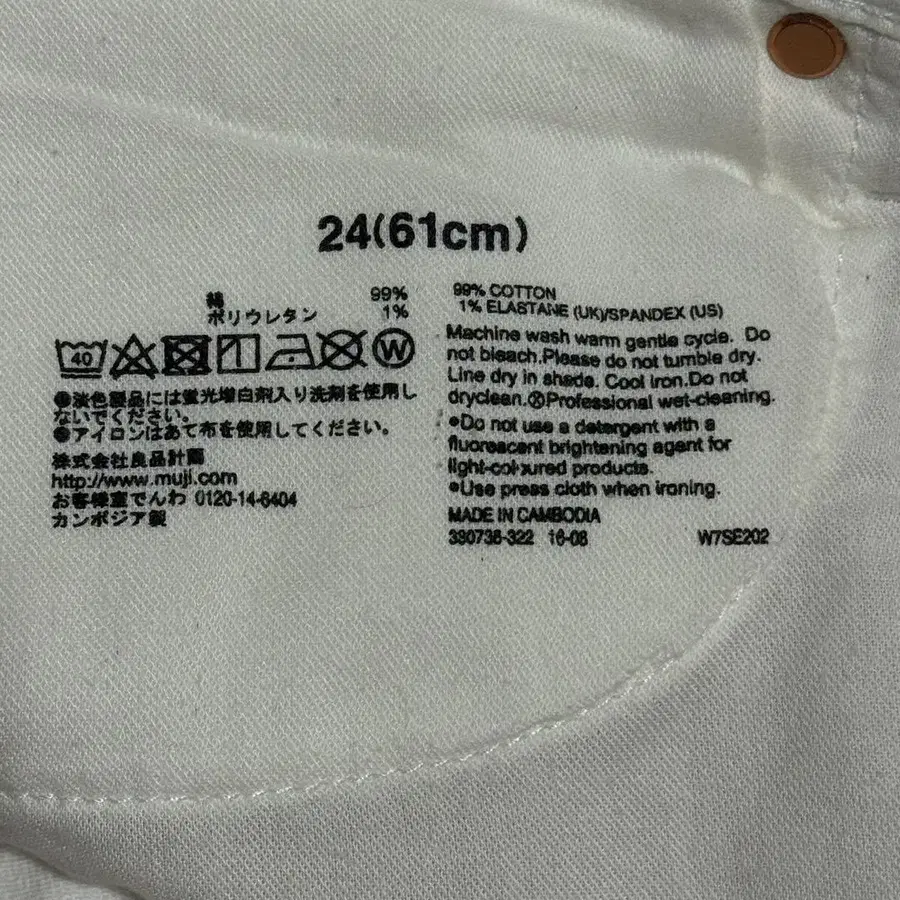 24(61cm)
綿 99%
ポリウレタン 1%
40 W
●淡色製品には蛍光増白剤入り洗剤を使用し
ないでください。
●アイロンはあて布を使用してください。
株式会社良品計画
http://www.muji.com
お客様室でんわ 0120-14-6404
カンボジア製
99% COTTON
1% ELASTANE (UK)/SPANDEX (US)
Machine wash warm gentle cycle. Do
not bleach.Please do not tumble dry.
Line dry in shade. Cool iron.Do not
dryclean.ⓌProfessional wet-cleaning.
●Do not use a detergent with a
fluorescent brightening agent for
light-coloured products.
●Use press cloth when ironing.
MADE IN CAMBODIA
390736-322 16-08 W7SE202